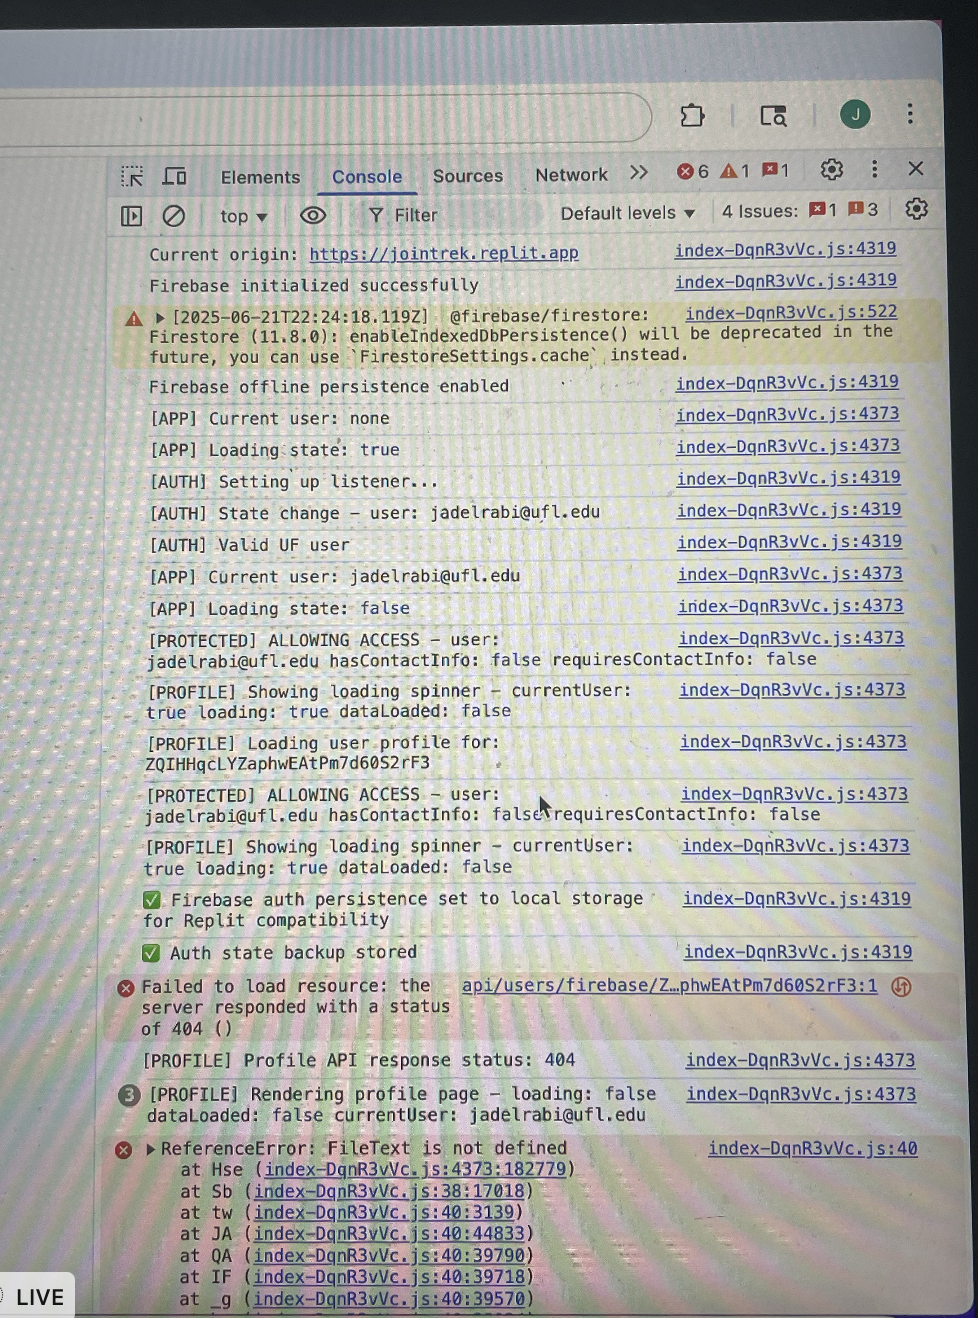 J
Elements Console Sources Network 6 1 1
top Filter Default levels 4 Issues: 1 3
Current origin: https://jointrek.replit.app index-DqnR3vVc.js:4319
Firebase initialized successfully index-DqnR3vVc.js:4319
[2025-06-21T22:24:18.119Z] @firebase/firestore: index-DqnR3vVc.js:522
Firestore (11.8.0): enableIndexedDbPersistence() will be deprecated in the
future, you can use `FirestoreSettings.cache` instead.
Firebase offline persistence enabled index-DqnR3vVc.js:4319
[APP] Current user: none index-DqnR3vVc.js:4373
[APP] Loading state: true index-DqnR3vVc.js:4373
[AUTH] Setting up listener... index-DqnR3vVc.js:4319
[AUTH] State change – user: jadelrabi@ufl.edu index-DqnR3vVc.js:4319
[AUTH] Valid UF user index-DqnR3vVc.js:4319
[APP] Current user: jadelrabi@ufl.edu index-DqnR3vVc.js:4373
[APP] Loading state: false index-DqnR3vVc.js:4373
[PROTECTED] ALLOWING ACCESS – user: index-DqnR3vVc.js:4373
jadelrabi@ufl.edu hasContactInfo: false requiresContactInfo: false
[PROFILE] Showing loading spinner – currentUser: index-DqnR3vVc.js:4373
true loading: true dataLoaded: false
[PROFILE] Loading user profile for: index-DqnR3vVc.js:4373
ZQIHHqcLYZaphwEAtPm7d60S2rF3
[PROTECTED] ALLOWING ACCESS – user: index-DqnR3vVc.js:4373
jadelrabi@ufl.edu hasContactInfo: false requiresContactInfo: false
[PROFILE] Showing loading spinner – currentUser: index-DqnR3vVc.js:4373
true loading: true dataLoaded: false
Firebase auth persistence set to local storage index-DqnR3vVc.js:4319
for Replit compatibility
Auth state backup stored index-DqnR3vVc.js:4319
Failed to load resource: the api/users/firebase/Z…phwEAtPm7d60S2rF3:1
server responded with a status
of 404 ()
[PROFILE] Profile API response status: 404 index-DqnR3vVc.js:4373
3 [PROFILE] Rendering profile page – loading: false index-DqnR3vVc.js:4373
dataLoaded: false currentUser: jadelrabi@ufl.edu
ReferenceError: FileText is not defined index-DqnR3vVc.js:40
at Hse (index-DqnR3vVc.js:4373:182779)
at Sb (index-DqnR3vVc.js:38:17018)
at tw (index-DqnR3vVc.js:40:3139)
at JA (index-DqnR3vVc.js:40:44833)
at QA (index-DqnR3vVc.js:40:39790)
at IF (index-DqnR3vVc.js:40:39718)
at _g (index-DqnR3vVc.js:40:39570)
LIVE